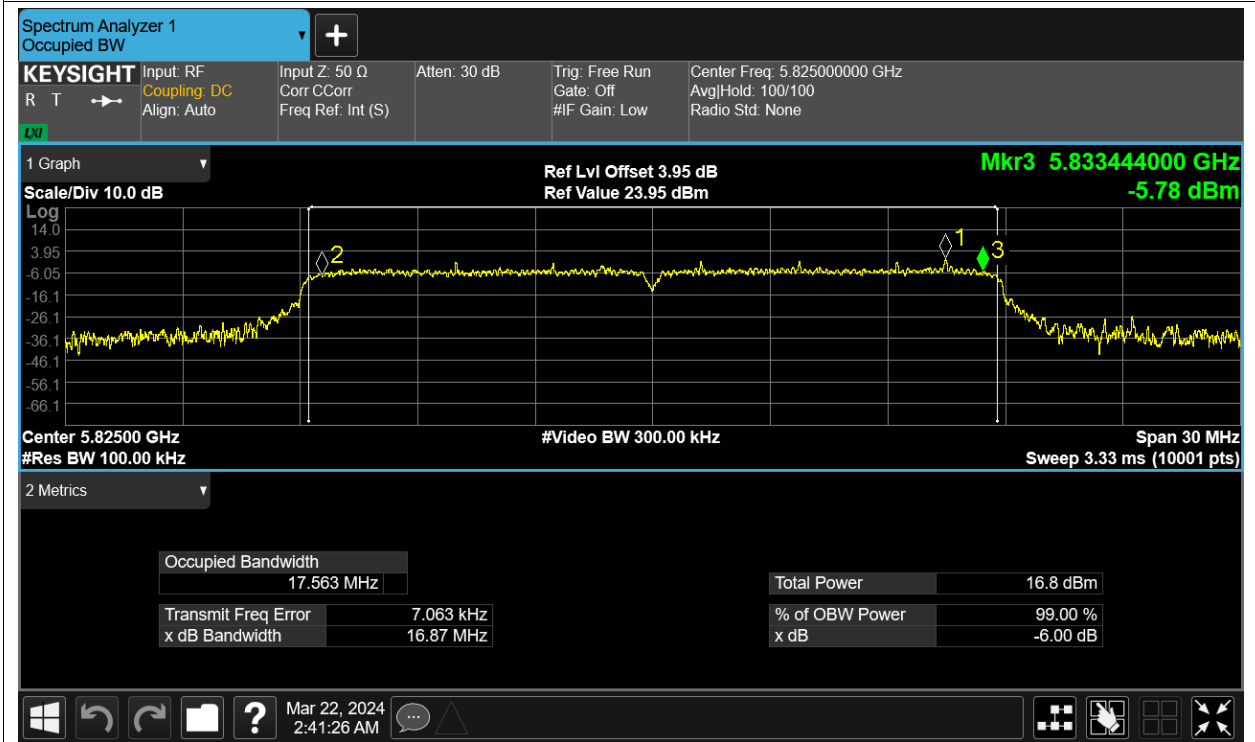 Spectrum Analyzer 1
Occupied BW
KEYSIGHT
R T
LXI
Input: RF
Coupling: DC
Align: Auto
Input Z: 50 Ω
Corr CCorr
Freq Ref: Int (S)
Atten: 30 dB
Trig: Free Run
Gate: Off
#IF Gain: Low
Center Freq: 5.825000000 GHz
Avg|Hold: 100/100
Radio Std: None
1 Graph
Scale/Div 10.0 dB
Ref Lvl Offset 3.95 dB
Ref Value 23.95 dBm
Mkr3 5.833444000 GHz
-5.78 dBm
Log
14.0
3.95
-6.05
-16.1
-26.1
-36.1
-46.1
-56.1
-66.1
2
1
3
Center 5.82500 GHz
#Video BW 300.00 kHz
Span 30 MHz
#Res BW 100.00 kHz
Sweep 3.33 ms (10001 pts)
2 Metrics
Occupied Bandwidth
17.563 MHz
Transmit Freq Error 7.063 kHz
x dB Bandwidth 16.87 MHz
Total Power 16.8 dBm
% of OBW Power 99.00 %
x dB -6.00 dB
?
Mar 22, 2024
2:41:26 AM